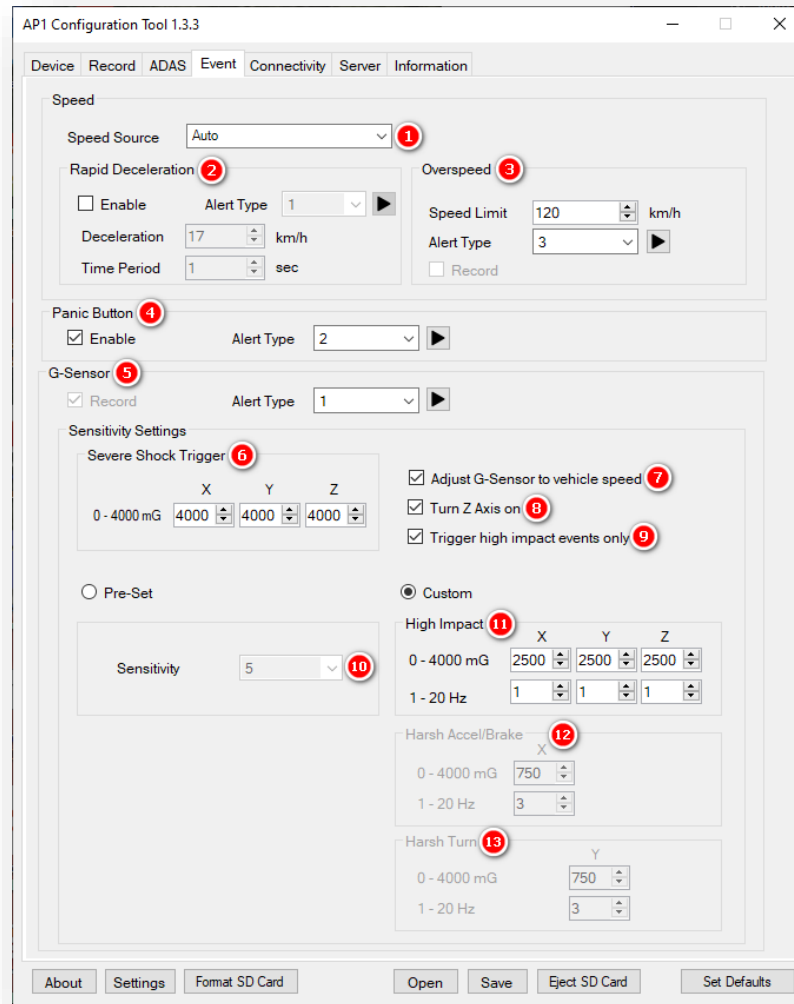 AP1 Configuration Tool 1.3.3
Device Record ADAS Event Connectivity Server Information
Speed
Speed Source Auto 1
Rapid Deceleration 2
Enable Alert Type 1
Deceleration 17 km/h
Time Period 1 sec
Overspeed 3
Speed Limit 120 km/h
Alert Type 3
Record
Panic Button 4
Enable Alert Type 2
G-Sensor 5
Record Alert Type 1
Sensitivity Settings
Severe Shock Trigger 6
X Y Z
0 - 4000 mG 4000 4000 4000
Adjust G-Sensor to vehicle speed 7
Turn Z Axis on 8
Trigger high impact events only 9
Pre-Set
Sensitivity 5 10
Custom
High Impact 11
X Y Z
0 - 4000 mG 2500 2500 2500
1 - 20 Hz 1 1 1
Harsh Accel/Brake 12
X
0 - 4000 mG 750
1 - 20 Hz 3
Harsh Turn 13
Y
0 - 4000 mG 750
1 - 20 Hz 3
About Settings Format SD Card Open Save Eject SD Card Set Defaults